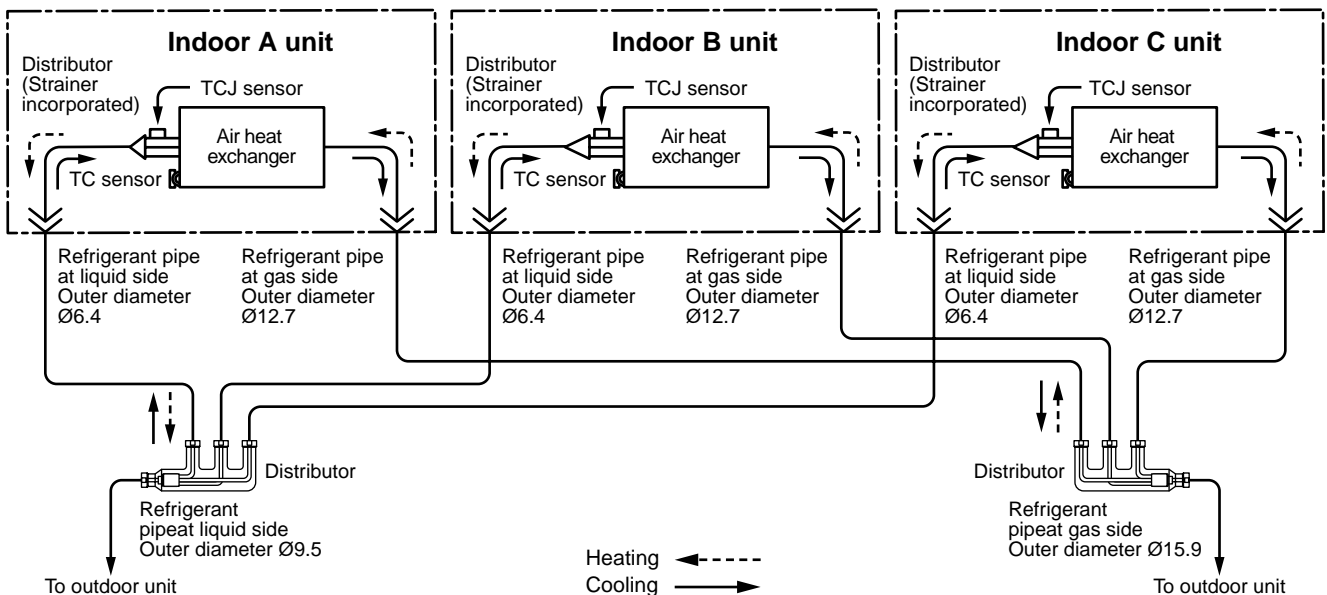 Indoor A unit
Distributor
(Strainer
incorporated)
TCJ sensor
Air heat
exchanger
TC sensor
Refrigerant pipe
at liquid side
Outer diameter
Ø6.4
Refrigerant pipe
at gas side
Outer diameter
Ø12.7
Indoor B unit
Distributor
(Strainer
incorporated)
TCJ sensor
Air heat
exchanger
TC sensor
Refrigerant pipe
at liquid side
Outer diameter
Ø6.4
Refrigerant pipe
at gas side
Outer diameter
Ø12.7
Indoor C unit
Distributor
(Strainer
incorporated)
TCJ sensor
Air heat
exchanger
TC sensor
Refrigerant pipe
at liquid side
Outer diameter
Ø6.4
Refrigerant pipe
at gas side
Outer diameter
Ø12.7
Distributor
Refrigerant
pipeat liquid side
Outer diameter Ø9.5
To outdoor unit
Heating
Cooling
Distributor
Refrigerant
pipeat gas side
Outer diameter Ø15.9
To outdoor unit